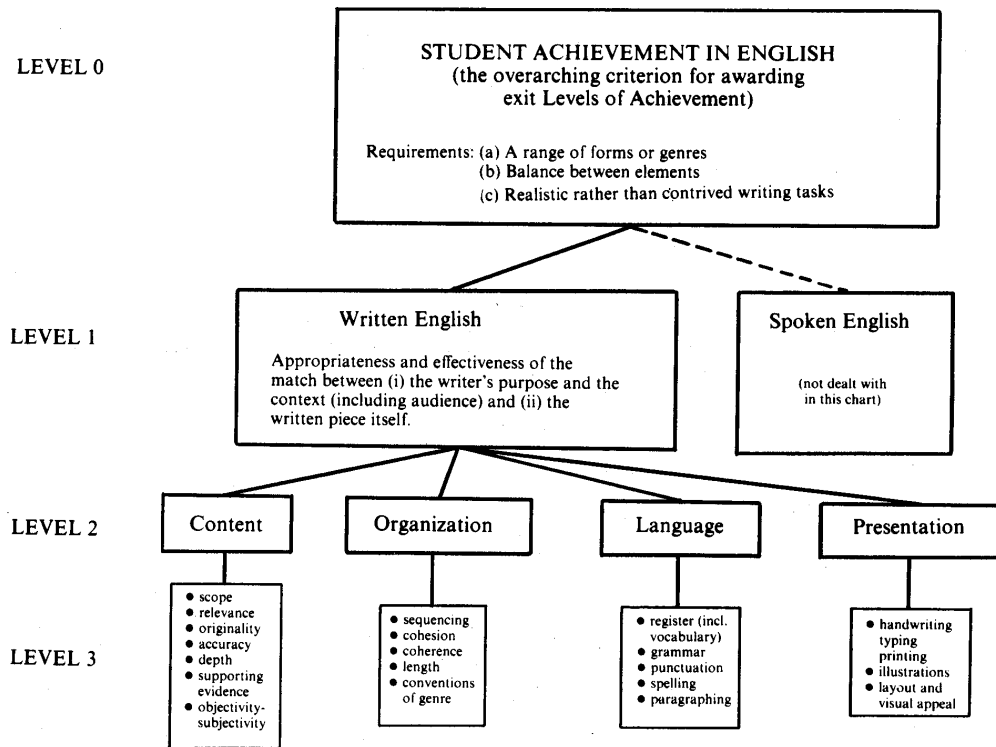 LEVEL 0
STUDENT ACHIEVEMENT IN ENGLISH
(the overarching criterion for awarding
exit Levels of Achievement)
Requirements: (a) A range of forms or genres
(b) Balance between elements
(c) Realistic rather than contrived writing tasks
LEVEL 1
Written English
Appropriateness and effectiveness of the
match between (i) the writer's purpose and the
context (including audience) and (ii) the
written piece itself.
Spoken English
(not dealt with
in this chart)
LEVEL 2
Content
Organization
Language
Presentation
LEVEL 3
• scope
• relevance
• originality
• accuracy
• depth
• supporting
evidence
• objectivity-
subjectivity
• sequencing
• cohesion
• coherence
• length
• conventions
of genre
• register (incl.
vocabulary)
• grammar
• punctuation
• spelling
• paragraphing
• handwriting
typing
printing
• illustrations
• layout and
visual appeal